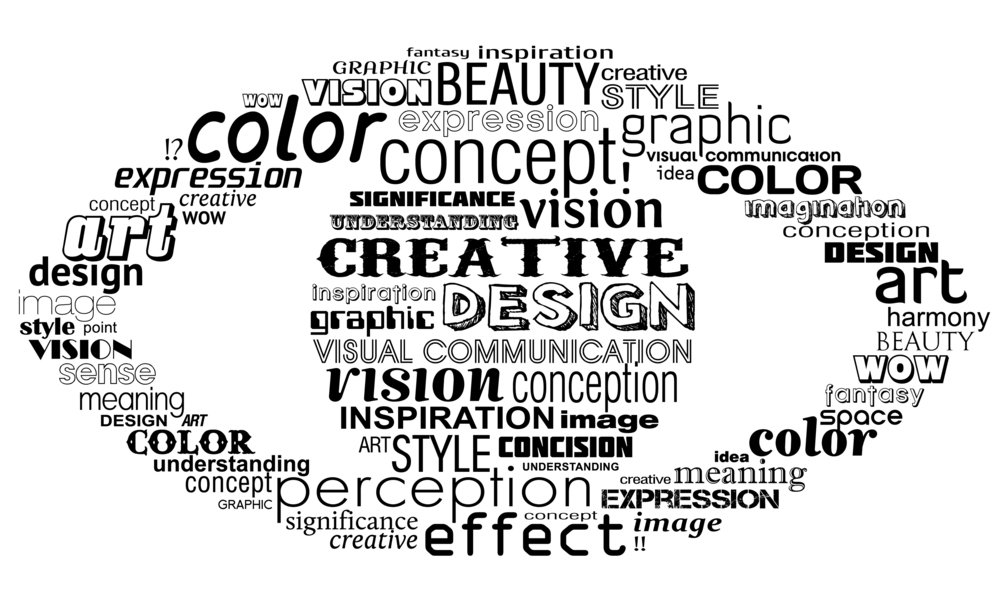 fantasy inspiration
GRAPHIC
VISION BEAUTY creative
STYLE
WOW
color expression graphic
!? concept!
visual communication
expression idea COLOR
concept creative
SIGNIFICANCE vision
art WOW
UNDERSTANDING
imagination
conception
CREATIVE
DESIGN
design
art
image
inspiration DESIGN
graphic
harmony
style point
BEAUTY
VISION
VISUAL COMMUNICATION
WOW
sense
vision conception
fantasy
meaning
INSPIRATION image
space
DESIGN ART
COLOR
ART STYLE CONCISION
color
understanding
UNDERSTANDING
idea
concept perception creative meaning
GRAPHIC
EXPRESSION
significance effect concept image
creative
!!